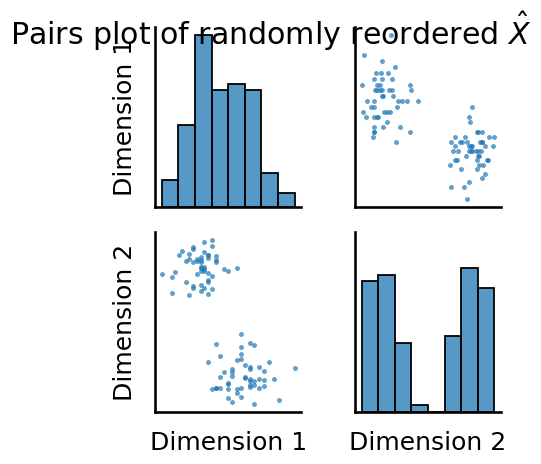 Pairs plot of randomly reordered X̂
Dimension 1
Dimension 2
Dimension 1
Dimension 2